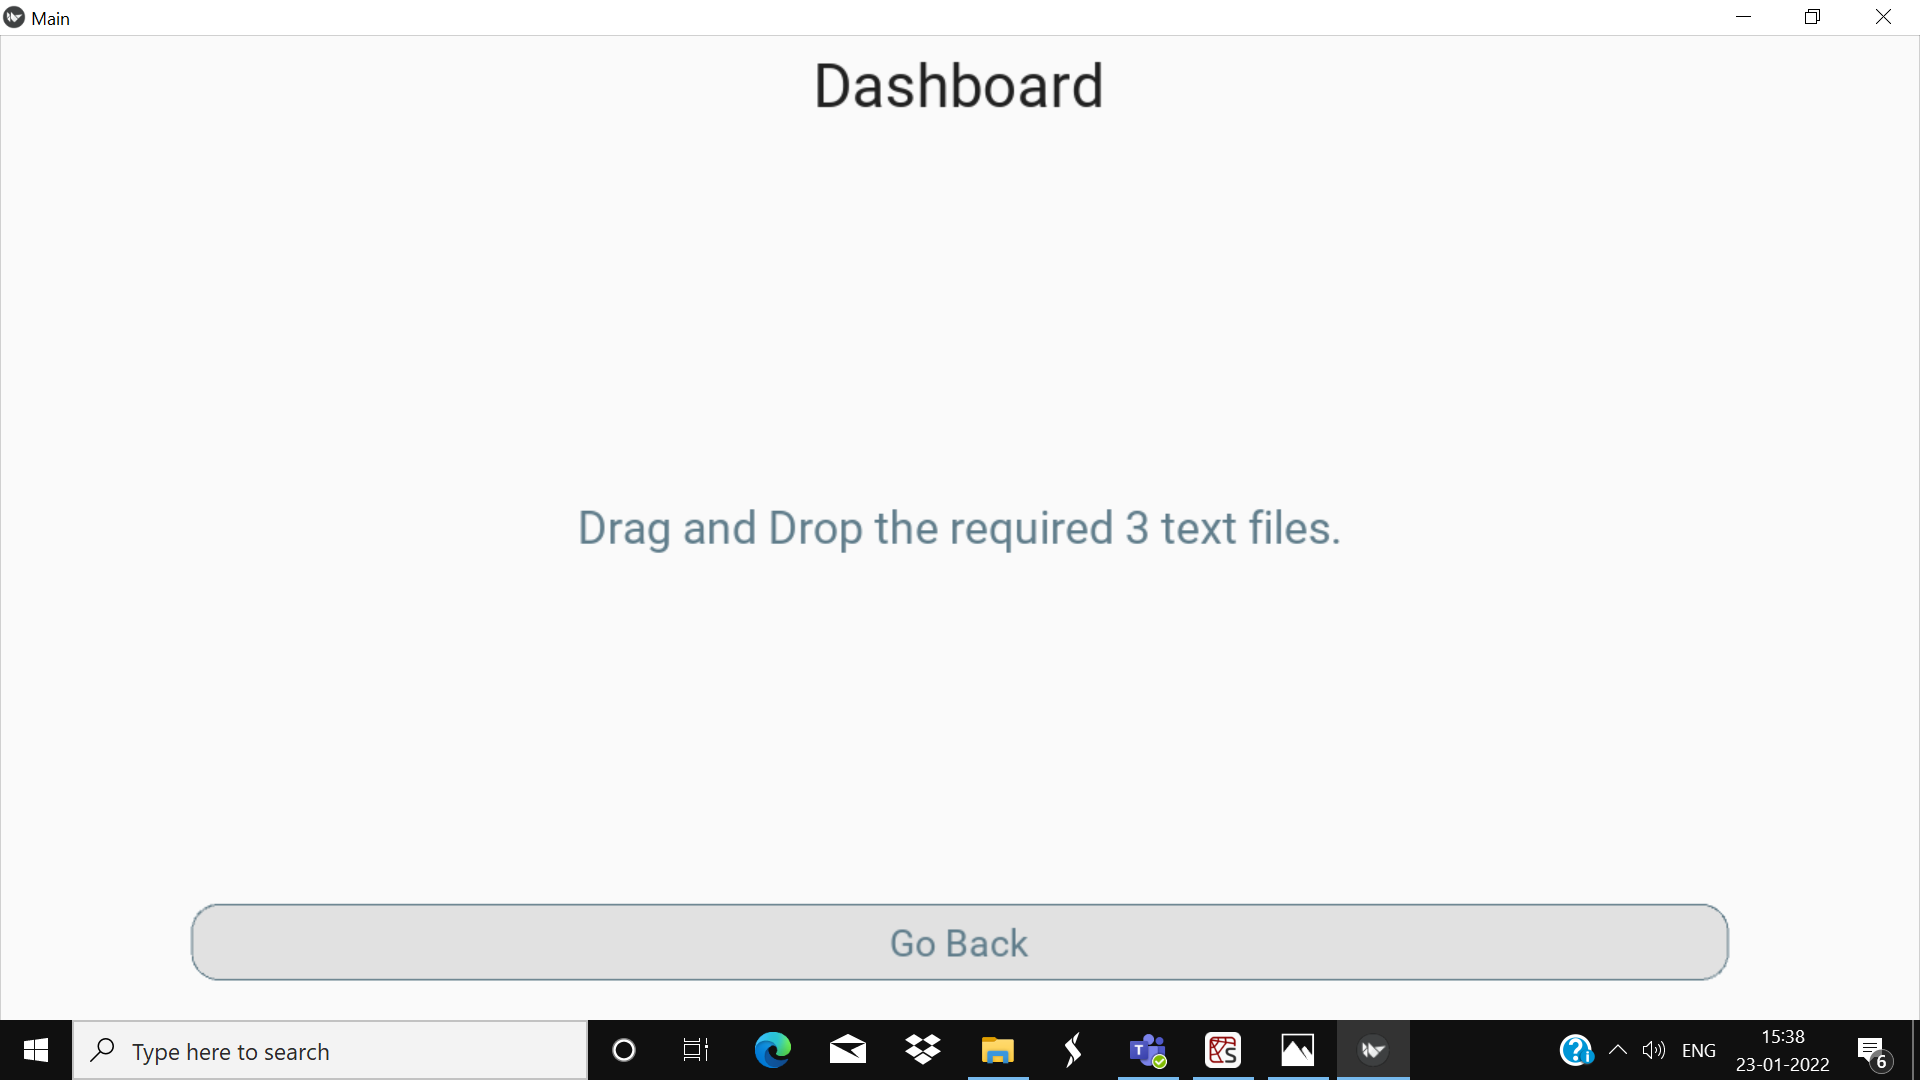 Main
Dashboard
Drag and Drop the required 3 text files.
Go Back
Type here to search
T
S
?
i
ENG
15:38
23-01-2022
6